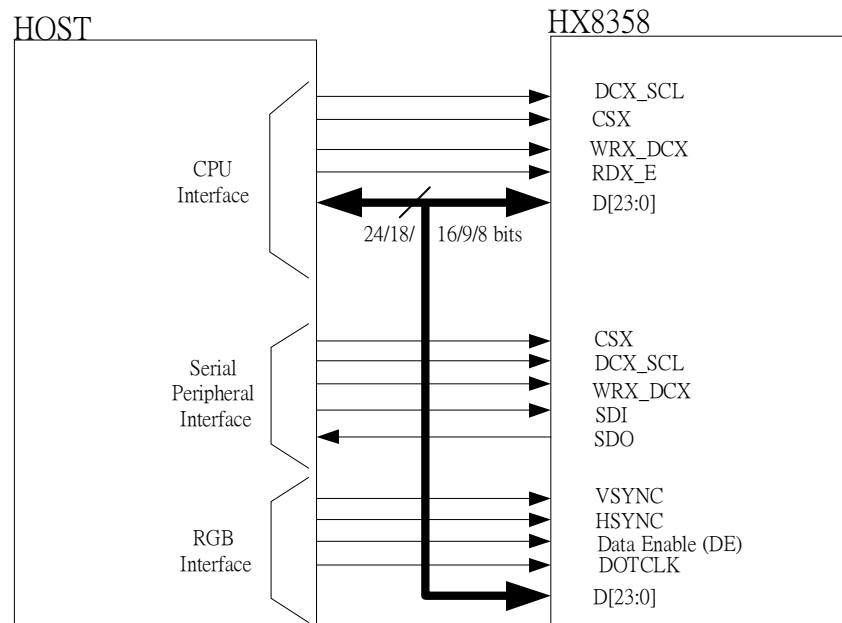 HOST
HX8358
CPU
Interface
DCX_SCL
CSX
WRX_DCX
RDX_E
D[23:0]
24/18/ 16/9/8 bits
Serial
Peripheral
Interface
CSX
DCX_SCL
WRX_DCX
SDI
SDO
RGB
Interface
VSYNC
HSYNC
Data Enable (DE)
DOTCLK
D[23:0]